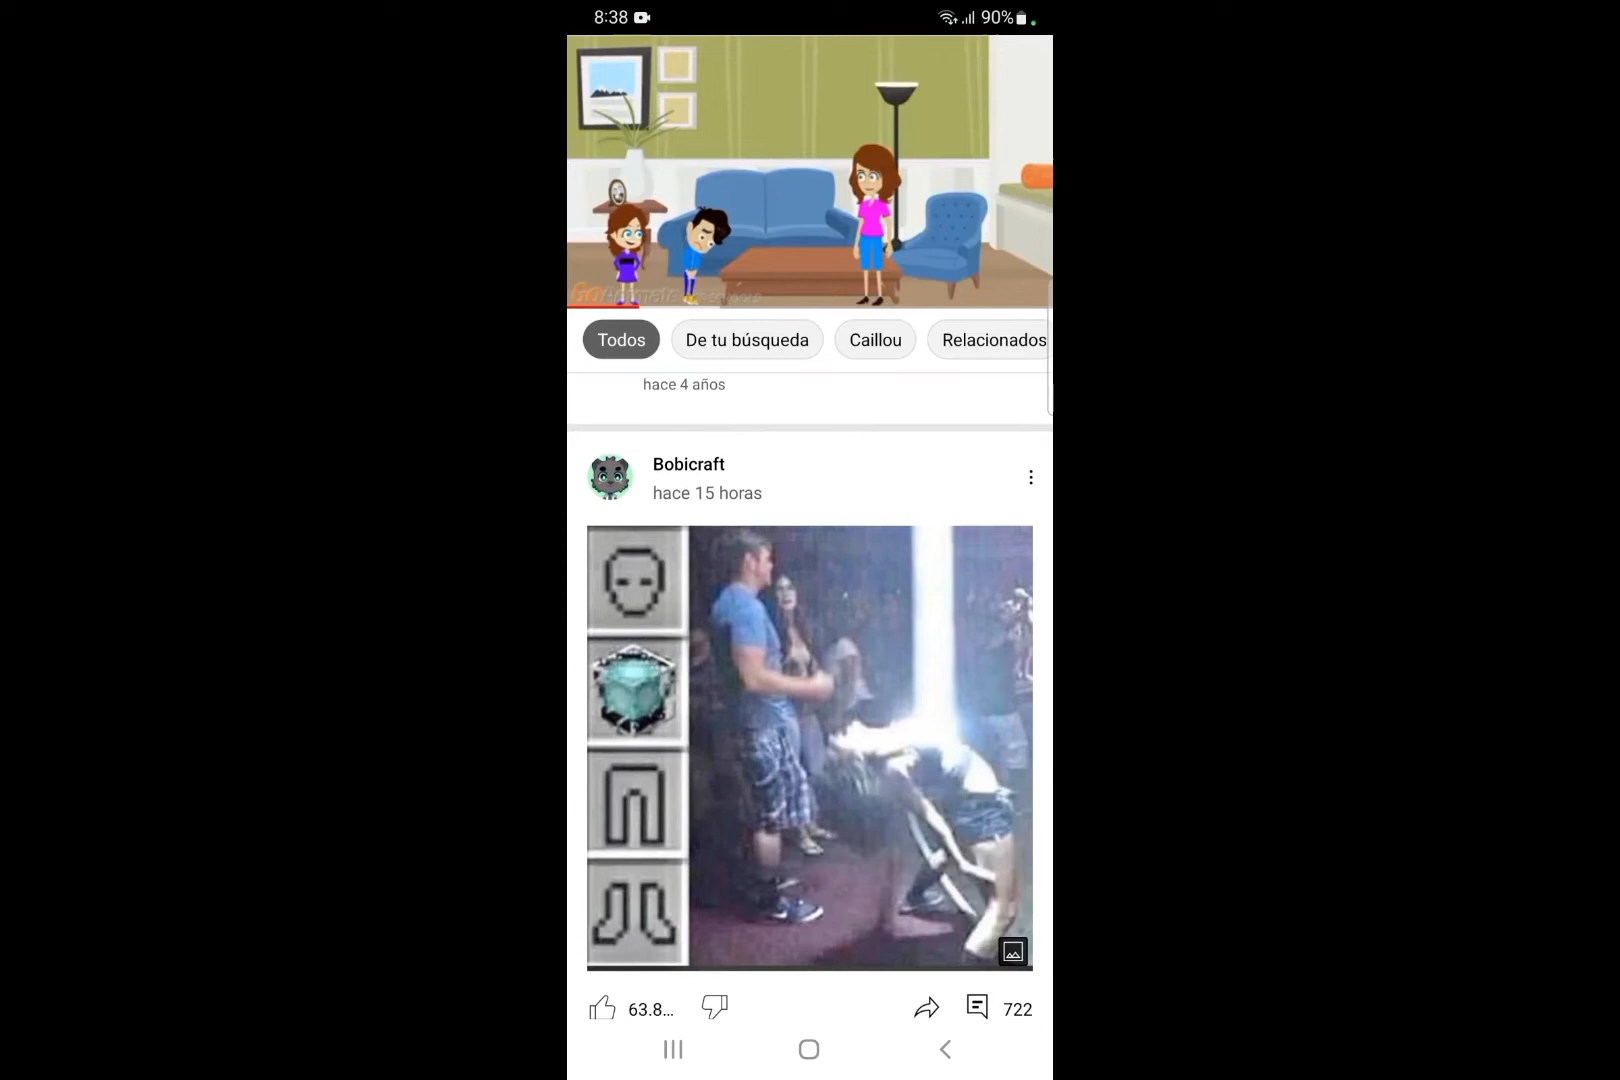 8:38
90%
GoAnimate
Todos
De tu búsqueda
Caillou
Relacionados
hace 4 años
Bobicraft
hace 15 horas
63.8...
722